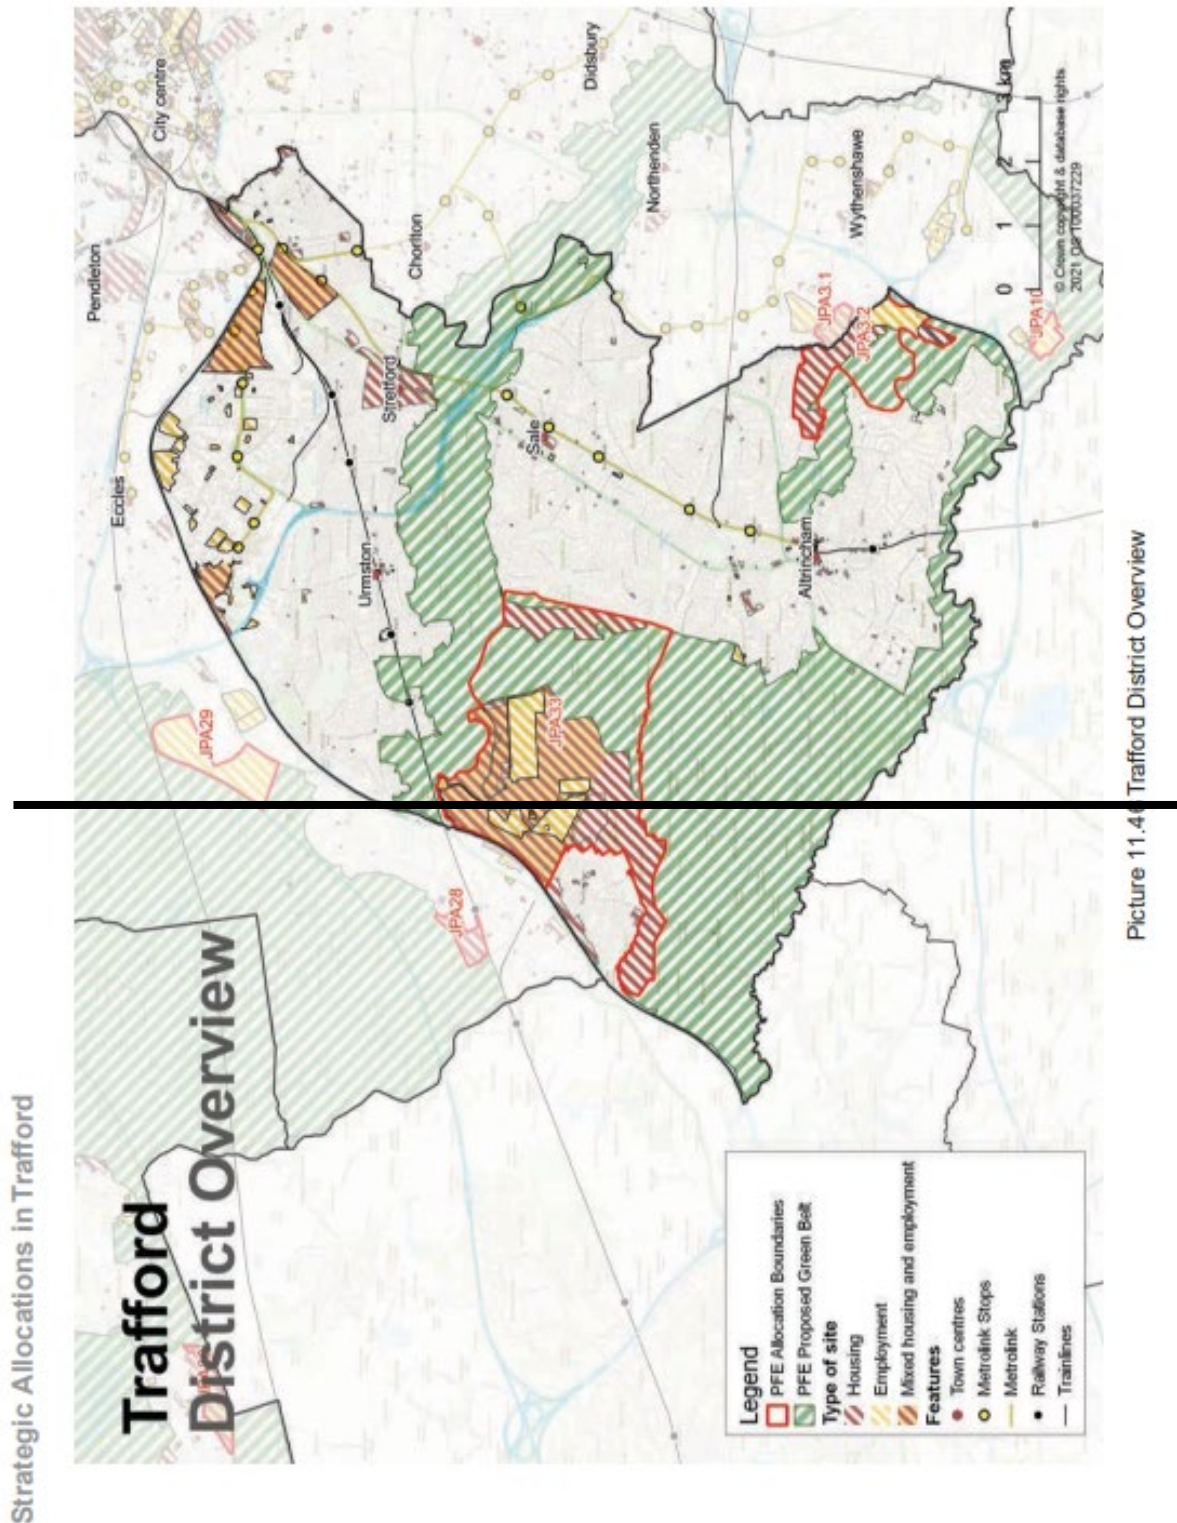 Strategic Allocations in Trafford
Trafford
District Overview
Pendleton
City centre
Eccles
Didsbury
Chorlton
Northenden
Stretford
Urmston
Sale
Wythenshawe
Altrincham
JPA29
JPA28
JPA33
JPA3.1
JPA3.2
JPA10
Legend
PFE Allocation Boundaries
PFE Proposed Green Belt
Type of site
Housing
Employment
Mixed housing and employment
Features
Town centres
Metrolink Stops
Metrolink
Railway Stations
Trainlines
0 1 2 3 km
© Crown copyright & database rights
2021 OS 100037229
Picture 11.46 Trafford District Overview